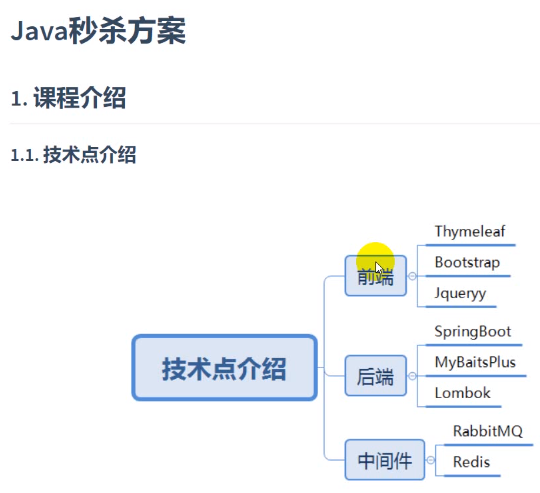 Java秒杀方案
1. 课程介绍
1.1. 技术点介绍
技术点介绍
前端
Thymeleaf
Bootstrap
Jqueryy
后端
SpringBoot
MyBaitsPlus
Lombok
中间件
RabbitMQ
Redis